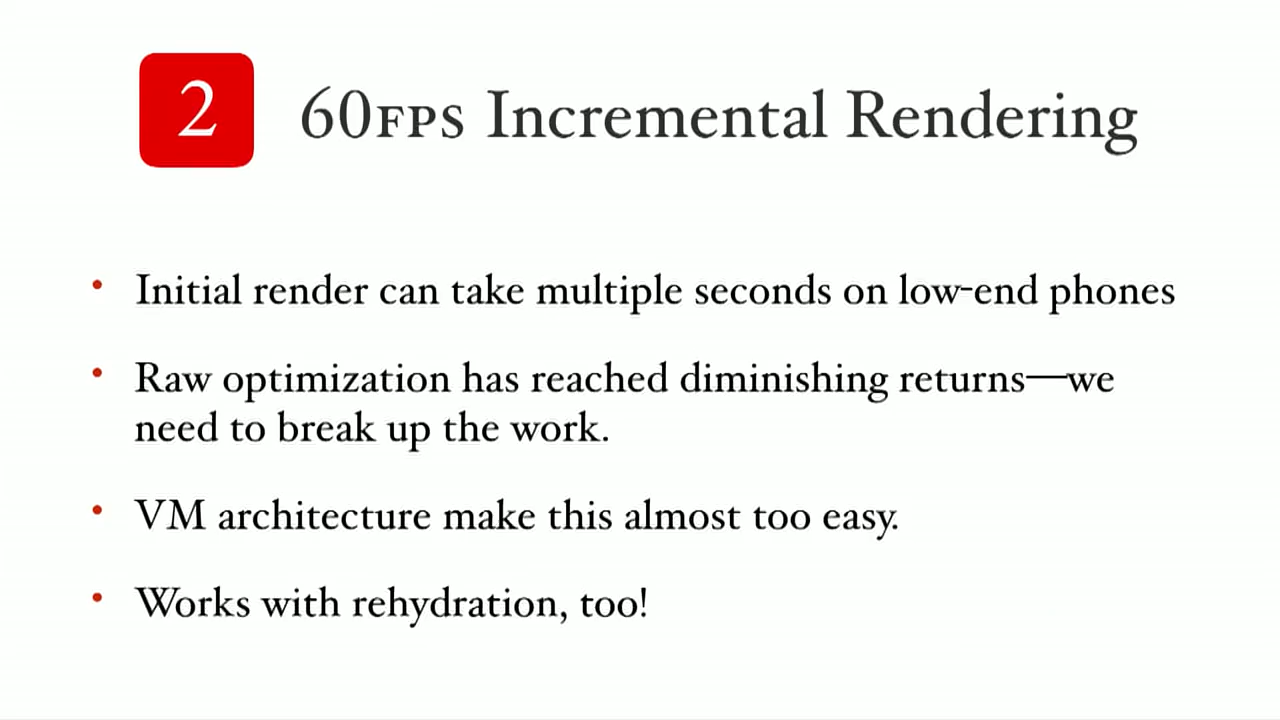 2
60FPS Incremental Rendering
• Initial render can take multiple seconds on low-end phones
• Raw optimization has reached diminishing returns—we
need to break up the work.
• VM architecture make this almost too easy.
• Works with rehydration, too!